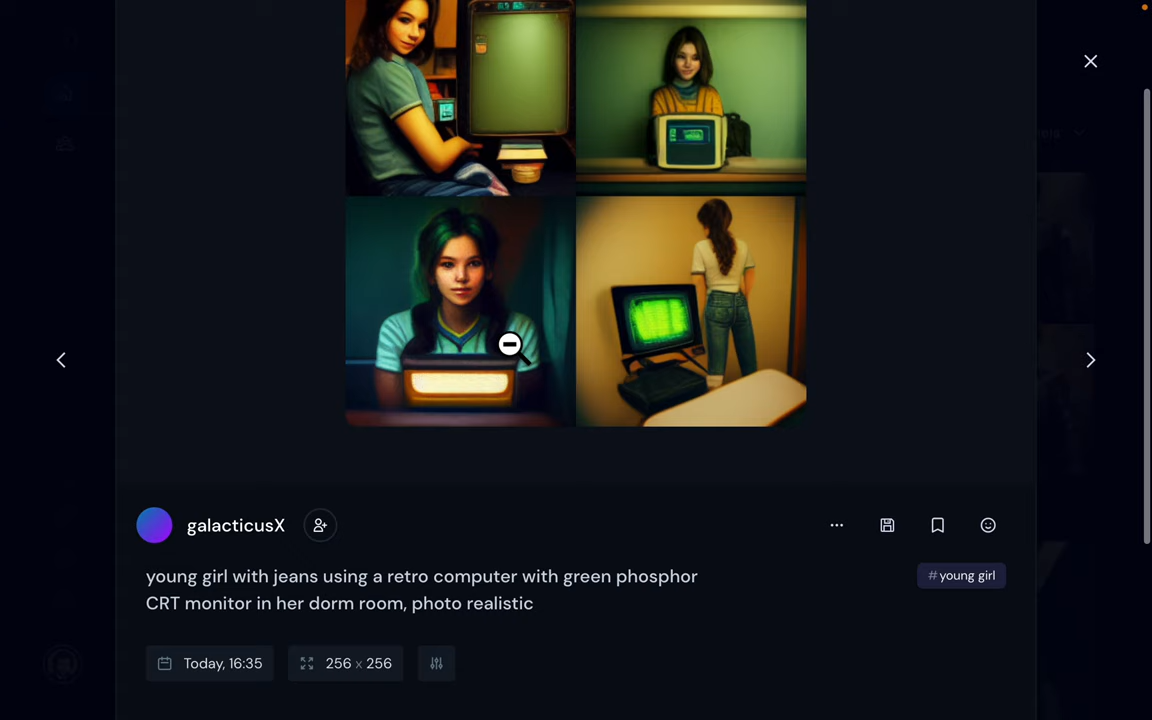 galacticusX
young girl with jeans using a retro computer with green phosphor
CRT monitor in her dorm room, photo realistic
#young girl
Today, 16:35
256 x 256